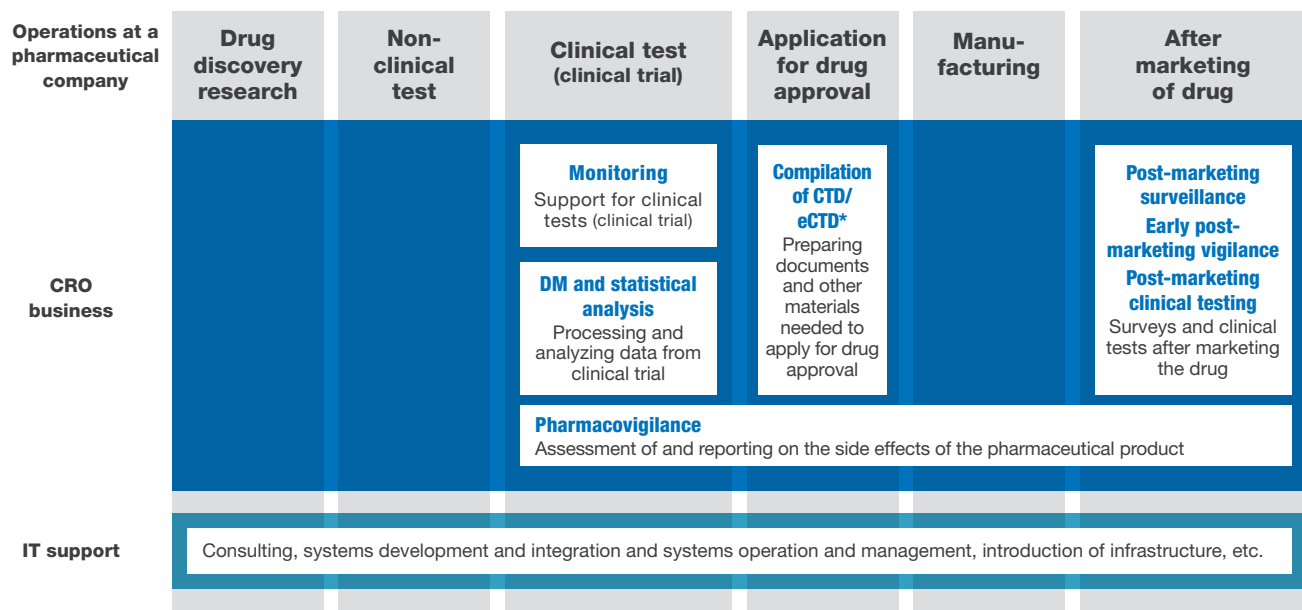 Operations at a
pharmaceutical
company
Drug
discovery
research
Non-
clinical
test
Clinical test
(clinical trial)
Application
for drug
approval
Manu-
facturing
After
marketing
of drug
CRO
business
Monitoring
Support for clinical
tests (clinical trial)
DM and statistical
analysis
Processing and
analyzing data from
clinical trial
Compilation
of CTD/
eCTD*
Preparing
documents
and other
materials
needed to
apply for drug
approval
Post-marketing
surveillance
Early post-
marketing vigilance
Post-marketing
clinical testing
Surveys and clinical
tests after marketing
the drug
Pharmacovigilance
Assessment of and reporting on the side effects of the pharmaceutical product
IT support
Consulting, systems development and integration and systems operation and management, introduction of infrastructure, etc.